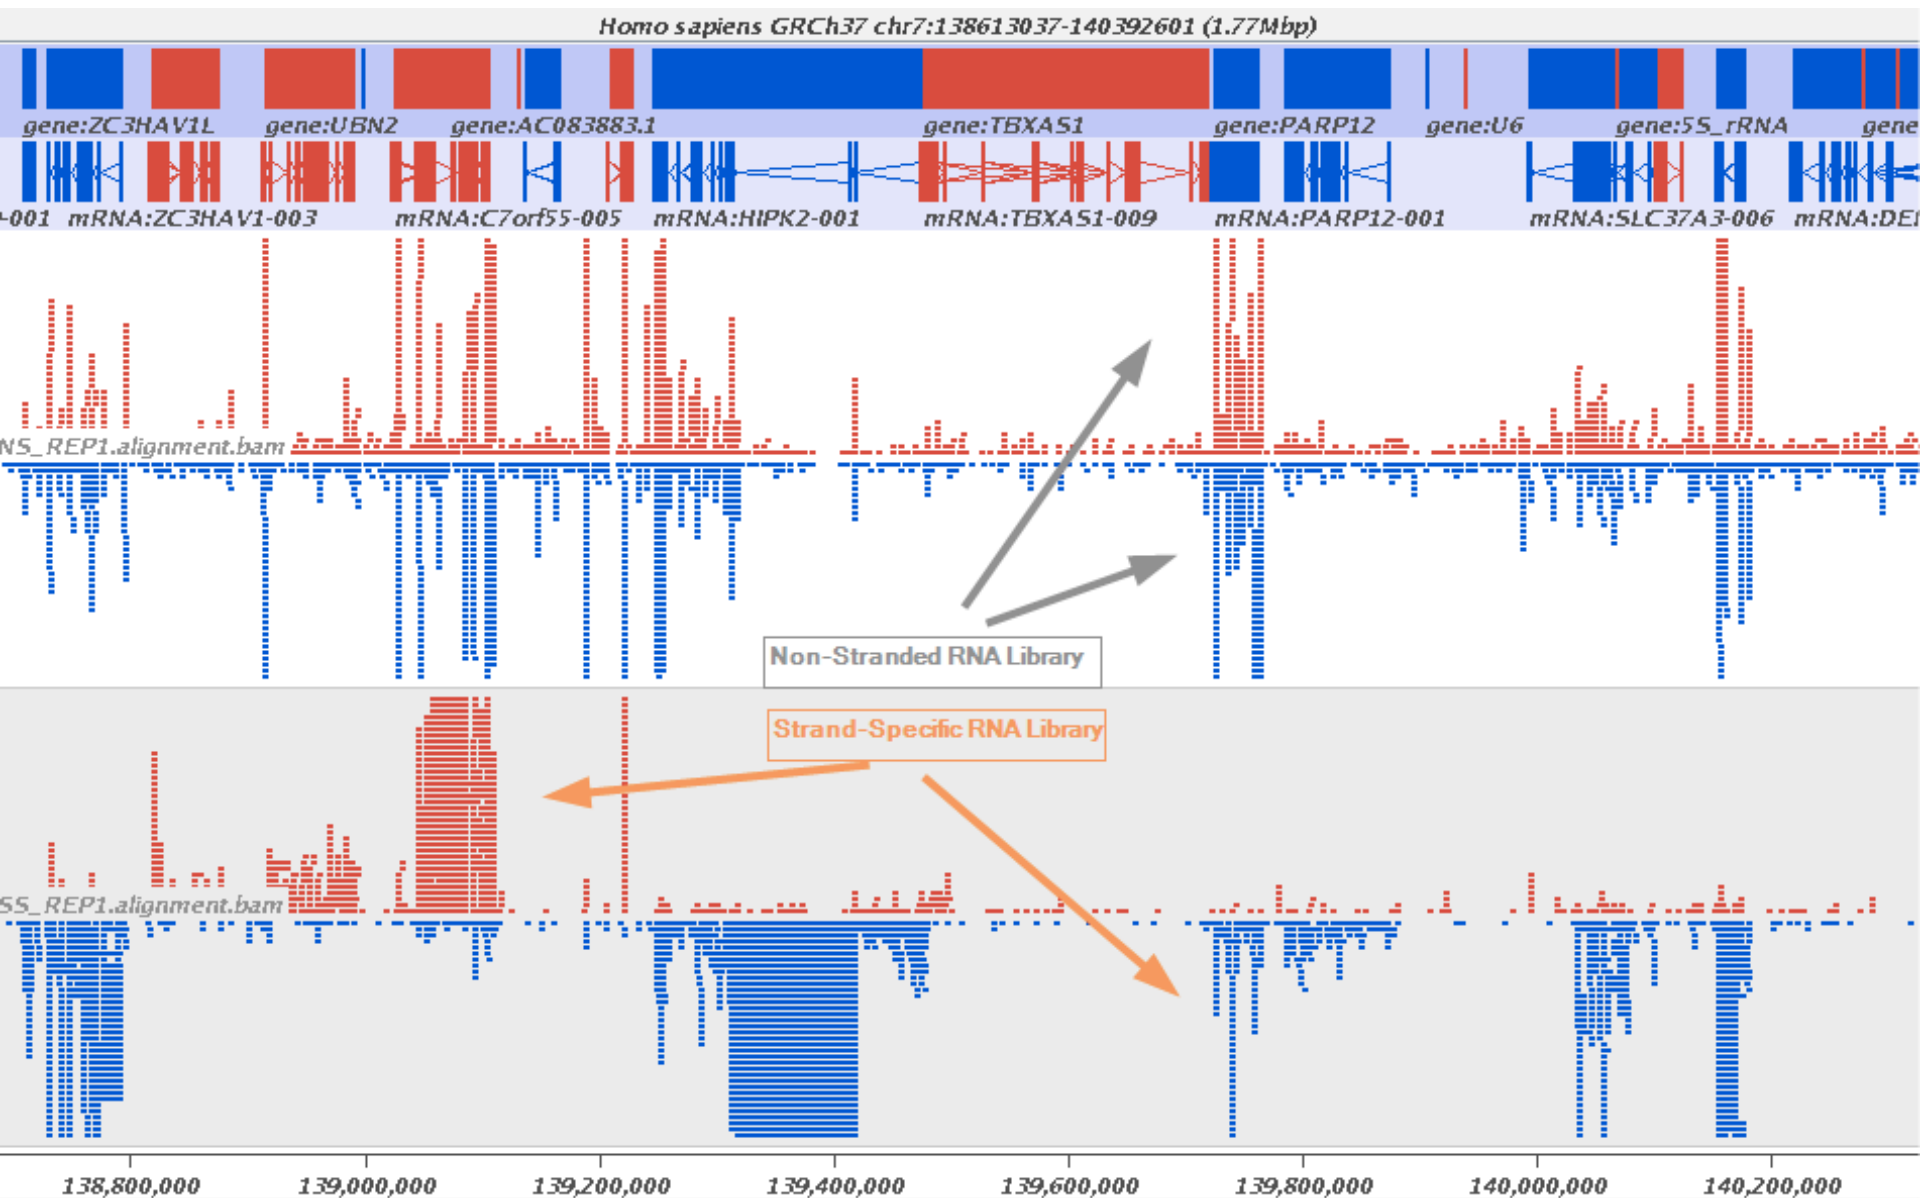 Homo sapiens GRCh37 chr7:138613037-140392601 (1.77Mbp)
gene:ZC3HAV1L gene:UBN2 gene:AC083883.1 gene:TBXAS1 gene:PARP12 gene:U6 gene:5S_rRNA gene
-001 mRNA:ZC3HAV1-003 mRNA:C7orf55-005 mRNA:HIPK2-001 mRNA:TBXAS1-009 mRNA:PARP12-001 mRNA:SLC37A3-006 mRNA:DE
NS_REP1.alignment.bam
Non-Stranded RNA Library
Strand-Specific RNA Library
SS_REP1.alignment.bam
138,800,000 139,000,000 139,200,000 139,400,000 139,600,000 139,800,000 140,000,000 140,200,000